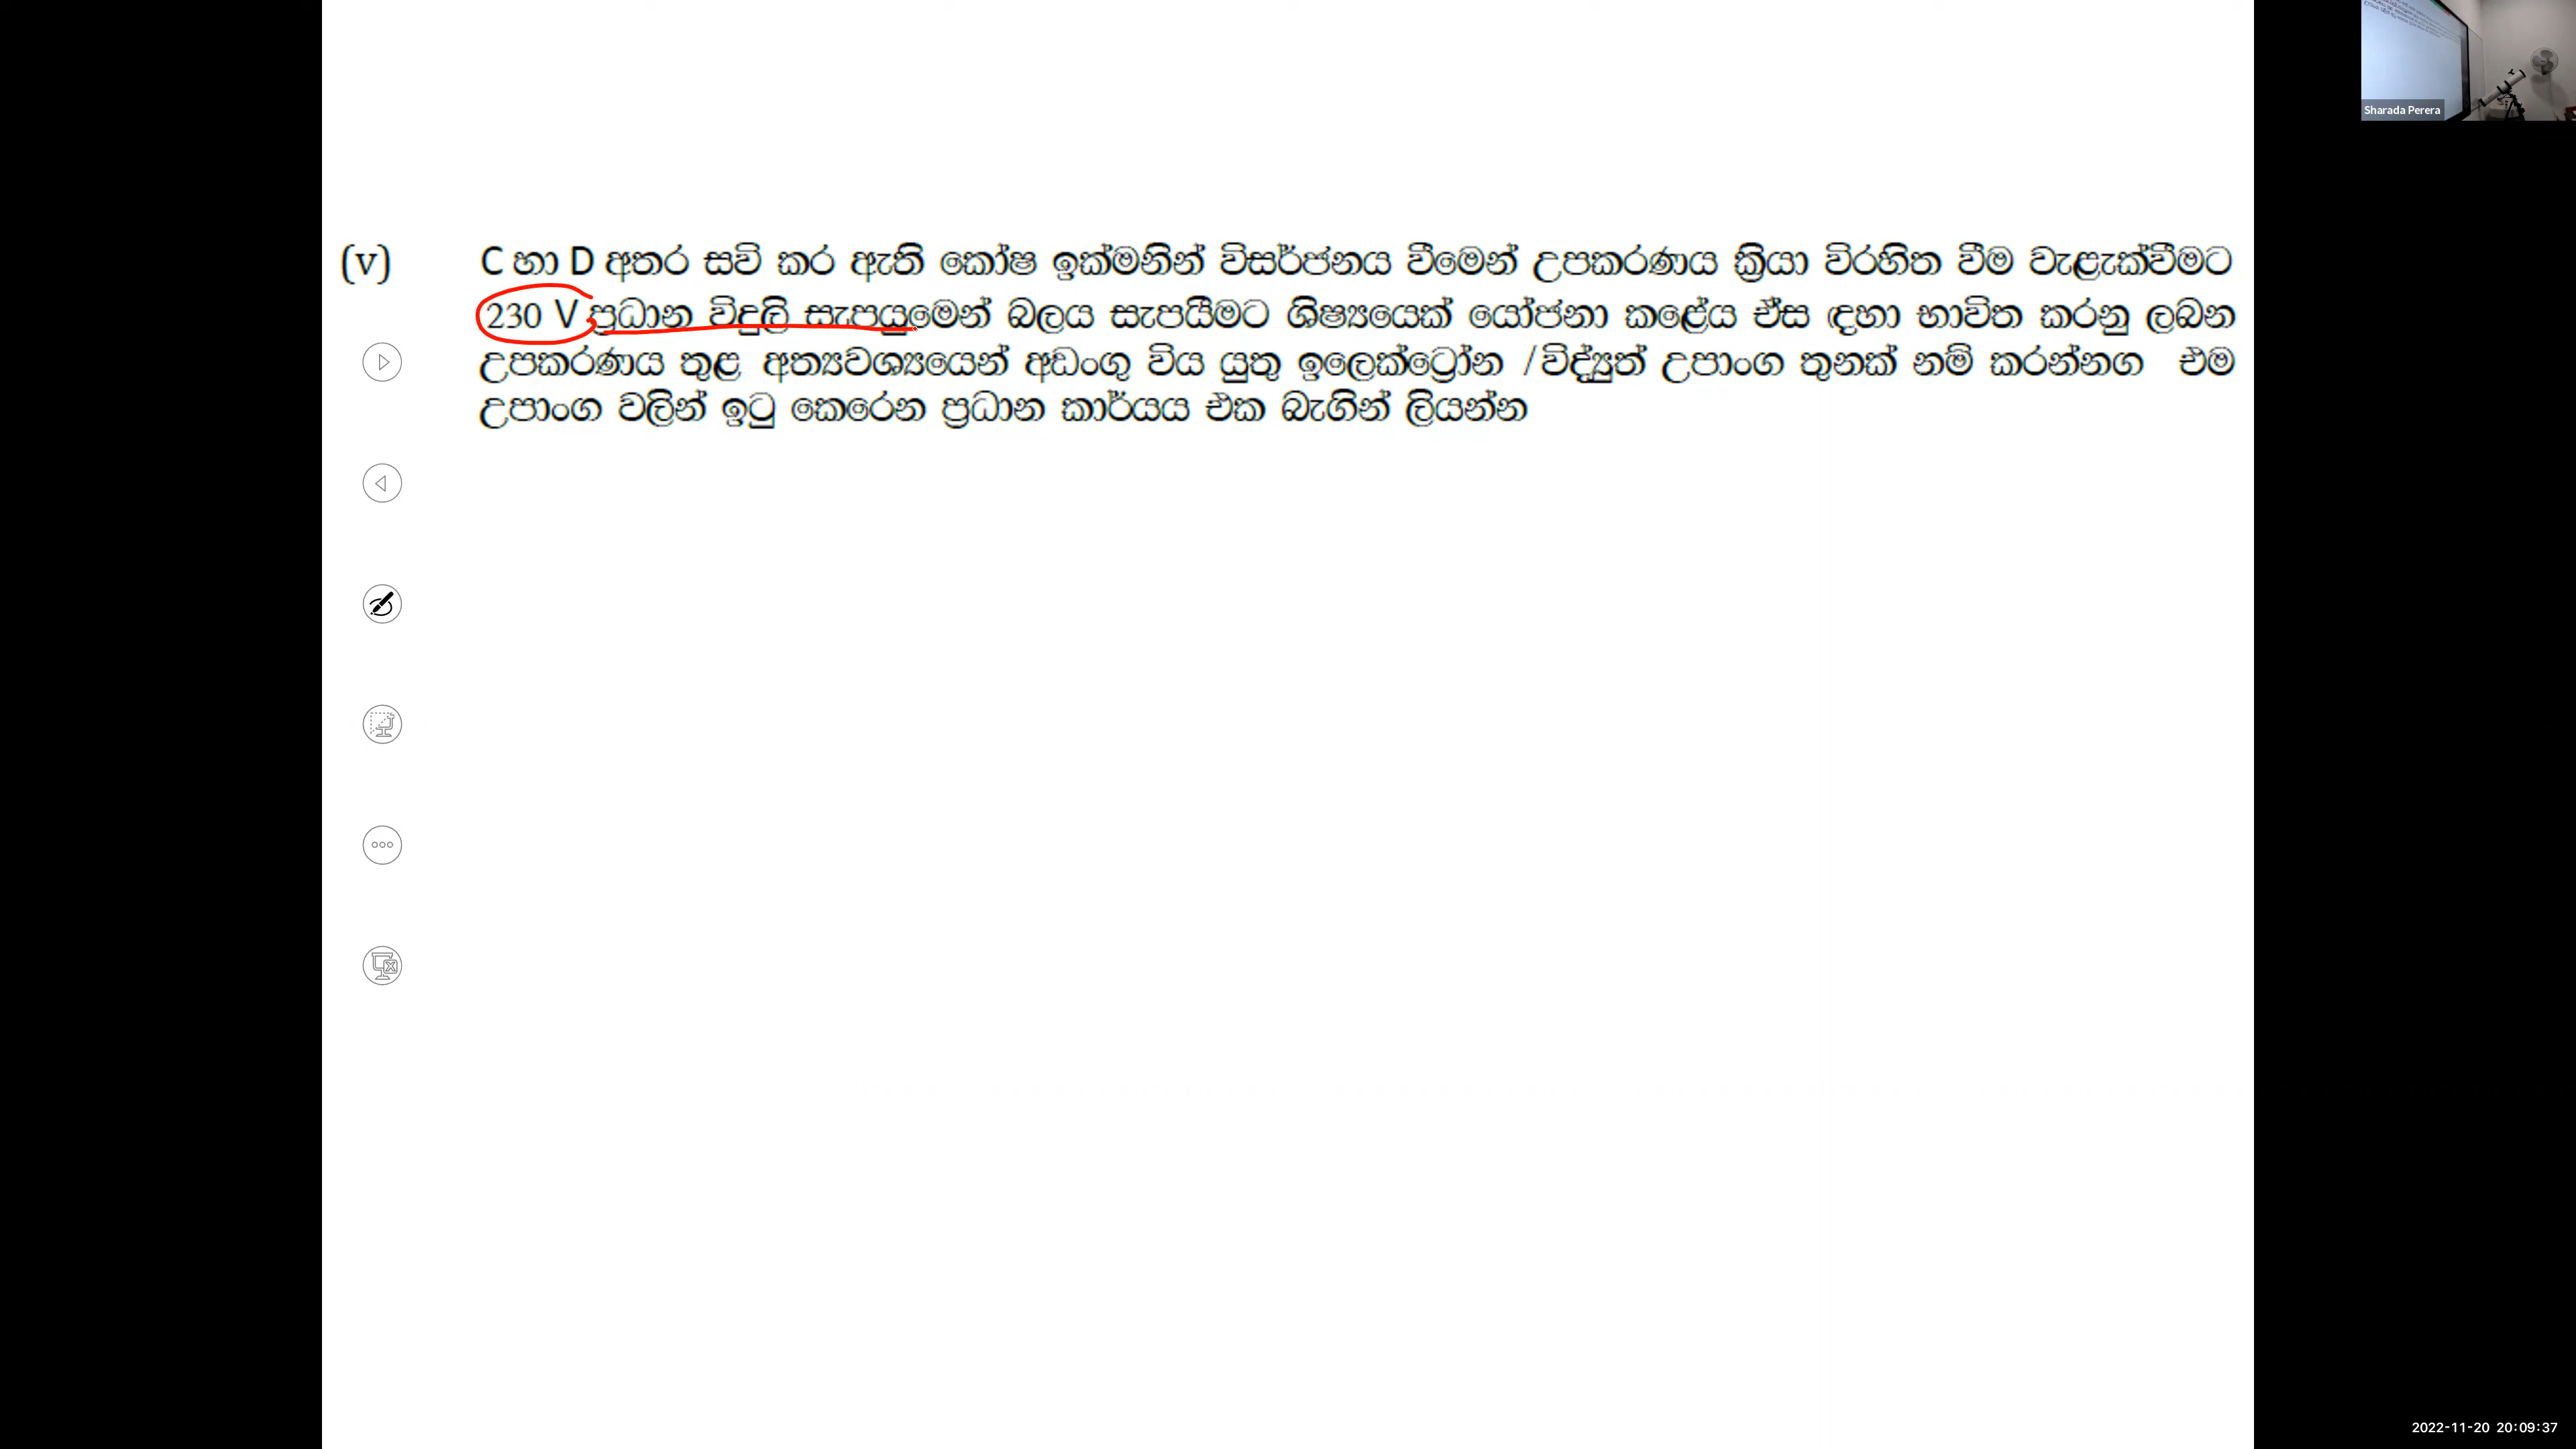 Sharada Perera
(v) C හා D අතර සවි කර ඇති කෝෂ ඉක්මනින් විසර්ජනය වීමෙන් උපකරණය ක්‍රියා විරහිත වීම වැළැක්වීමට
230 V ප්‍රධාන විදුලි සැපයුමෙන් බලය සැපයීමට ශිෂ්‍යයෙක් යෝජනා කළේය ඒස ඳහා භාවිත කරනු ලබන
උපකරණය තුළ අත්‍යවශ්‍යයෙන් අඩංගු විය යුතු ඉලෙක්ට්‍රෝන /විද්‍යුත් උපාංග තුනක් නම් කරන්නග එම
උපාංග වලින් ඉටු කෙරෙන ප්‍රධාන කාර්යය එක බැගින් ලියන්න
2022-11-20 20:09:37